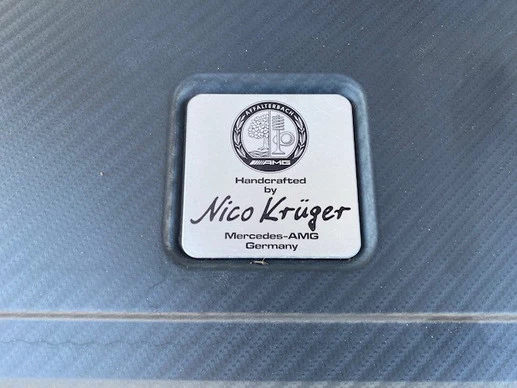 AFFALTERBACH
AMG
Handcrafted
by
Nico Krüger
Mercedes-AMG
Germany